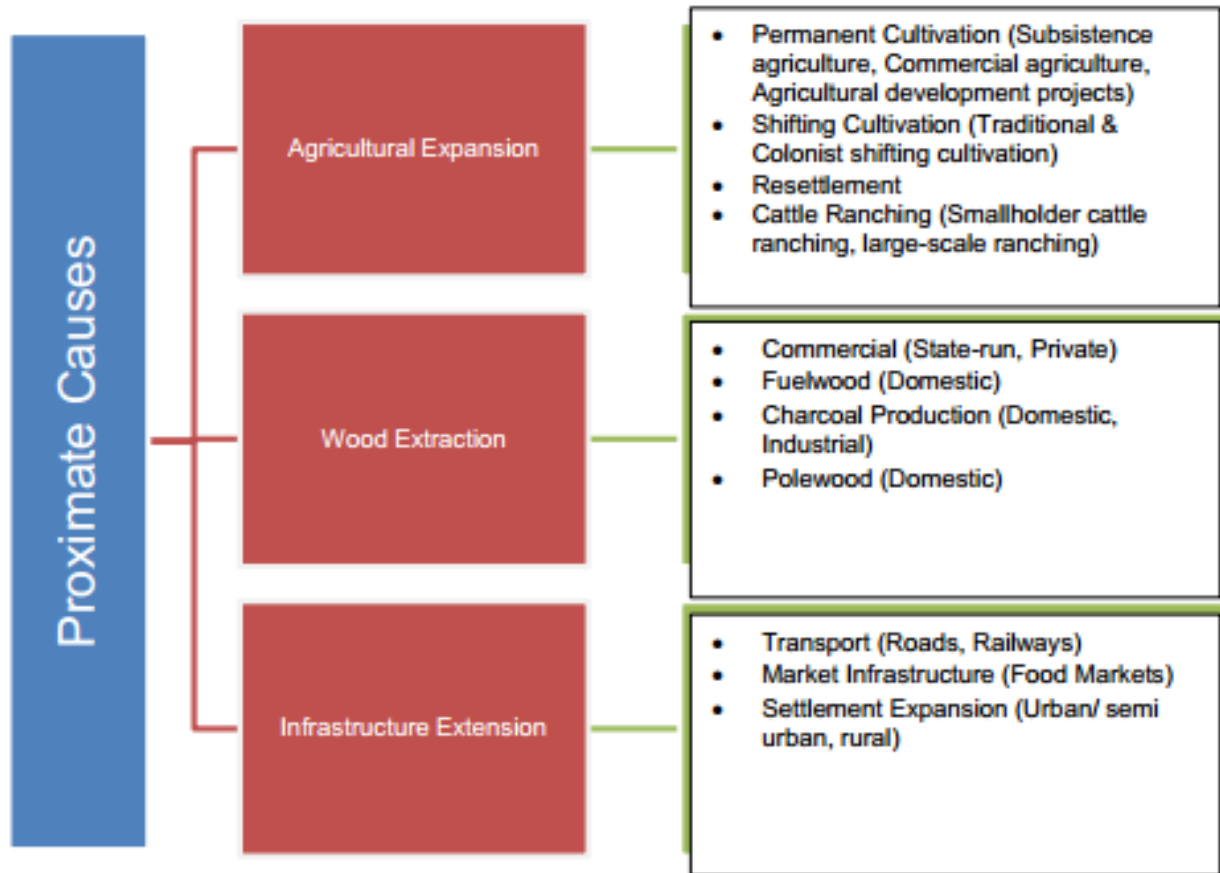 Proximate Causes
Agricultural Expansion
• Permanent Cultivation (Subsistence
agriculture, Commercial agriculture,
Agricultural development projects)
• Shifting Cultivation (Traditional &
Colonist shifting cultivation)
• Resettlement
• Cattle Ranching (Smallholder cattle
ranching, large-scale ranching)
Wood Extraction
• Commercial (State-run, Private)
• Fuelwood (Domestic)
• Charcoal Production (Domestic,
Industrial)
• Polewood (Domestic)
Infrastructure Extension
• Transport (Roads, Railways)
• Market Infrastructure (Food Markets)
• Settlement Expansion (Urban/ semi
urban, rural)